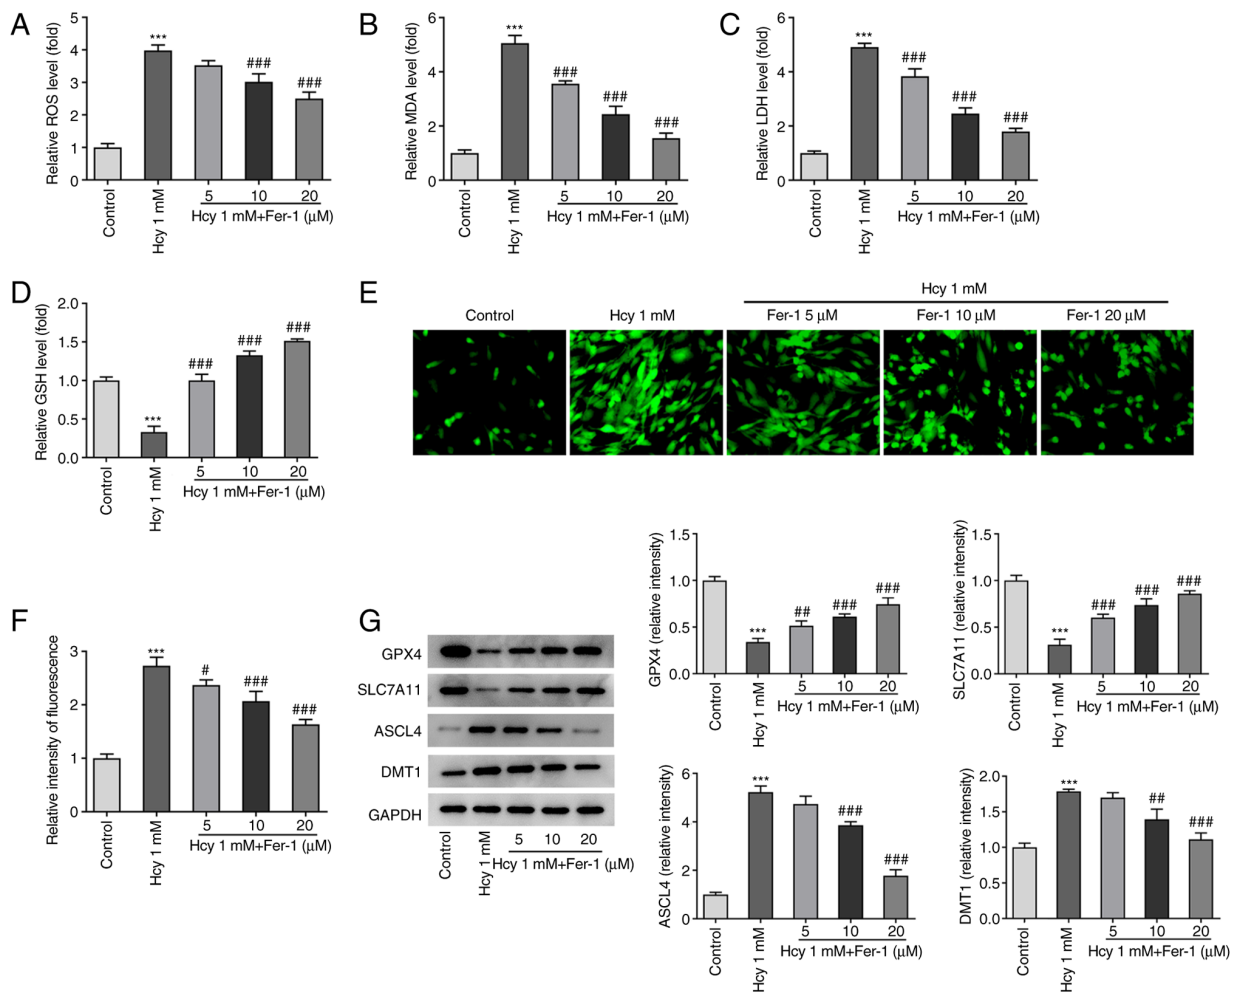 A
Relative ROS level (fold)
5
4
3
2
1
0
***
###
###
Control
Hcy 1 mM
5
10
20
Hcy 1 mM+Fer-1 (μM)
B
Relative MDA level (fold)
6
4
2
0
***
###
###
###
Control
Hcy 1 mM
5
10
20
Hcy 1 mM+Fer-1 (μM)
C
Relative LDH level (fold)
6
4
2
0
***
###
###
###
Control
Hcy 1 mM
5
10
20
Hcy 1 mM+Fer-1 (μM)
D
Relative GSH level (fold)
2.0
1.5
1.0
0.5
0.0
***
###
###
###
Control
Hcy 1 mM
5
10
20
Hcy 1 mM+Fer-1 (μM)
E
Hcy 1 mM
Control
Hcy 1 mM
Fer-1 5 μM
Fer-1 10 μM
Fer-1 20 μM
F
Relative intensity of fluorescence
3
2
1
0
***
#
###
###
Control
Hcy 1 mM
5
10
20
Hcy 1 mM+Fer-1 (μM)
G
GPX4
SLC7A11
ASCL4
DMT1
GAPDH
Control
Hcy 1 mM
5
10
20
Hcy 1 mM+Fer-1 (μM)
GPX4 (relative intensity)
1.5
1.0
0.5
0.0
***
##
###
###
Control
Hcy 1 mM
5
10
20
Hcy 1 mM+Fer-1 (μM)
SLC7A11 (relative intensity)
1.5
1.0
0.5
0.0
***
###
###
###
Control
Hcy 1 mM
5
10
20
Hcy 1 mM+Fer-1 (μM)
ASCL4 (relative intensity)
6
4
2
0
***
###
###
Control
Hcy 1 mM
5
10
20
Hcy 1 mM+Fer-1 (μM)
DMT1 (relative intensity)
2.0
1.5
1.0
0.5
0.0
***
##
###
Control
Hcy 1 mM
5
10
20
Hcy 1 mM+Fer-1 (μM)